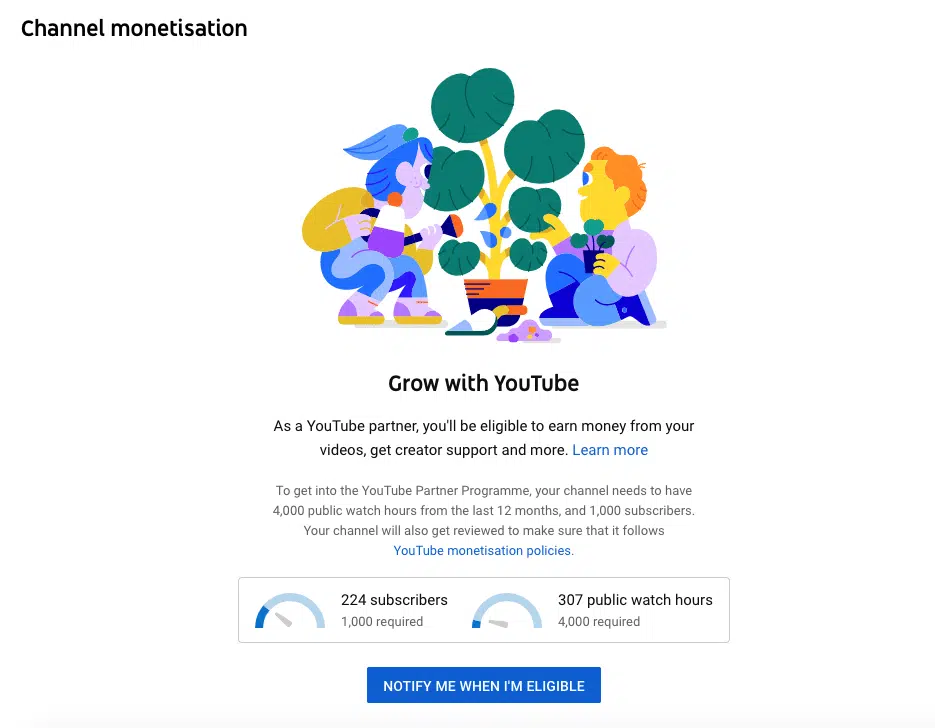 Channel monetisation
Grow with YouTube
As a YouTube partner, you'll be eligible to earn money from your
videos, get creator support and more. Learn more
To get into the YouTube Partner Programme, your channel needs to have
4,000 public watch hours from the last 12 months, and 1,000 subscribers.
Your channel will also get reviewed to make sure that it follows
YouTube monetisation policies.
224 subscribers
1,000 required
307 public watch hours
4,000 required
NOTIFY ME WHEN I'M ELIGIBLE